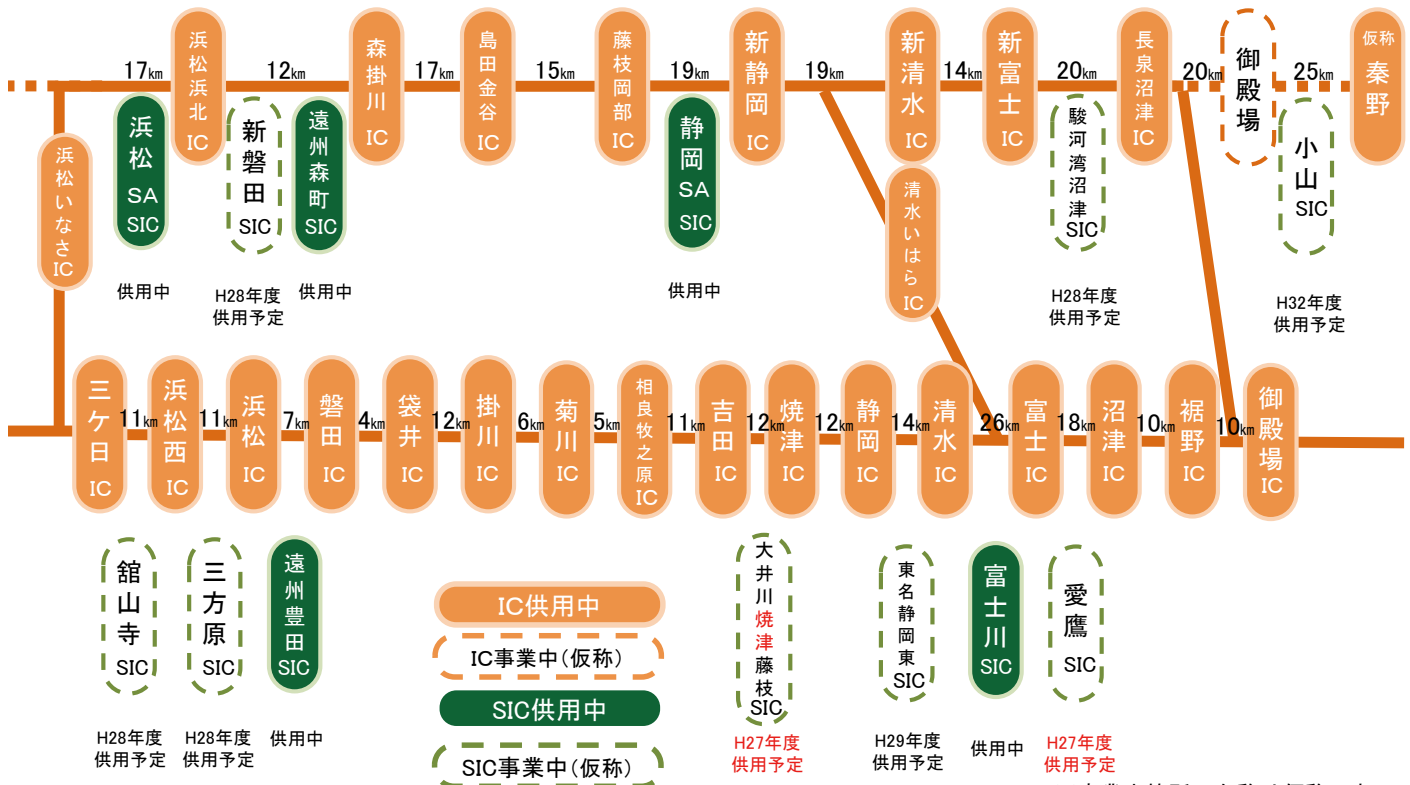 17km
浜松浜北IC
12km
森掛川IC
17km
島田金谷IC
15km
藤枝岡部IC
19km
新静岡IC
19km
新清水IC
14km
新富士IC
20km
長泉沼津IC
20km
御殿場
25km
仮称秦野
浜松いなさIC
浜松SASIC
供用中
新磐田SIC
H28年度
供用予定
遠州森町SIC
供用中
静岡SASIC
供用中
清水いはらIC
駿河湾沼津SIC
H28年度
供用予定
小山SIC
H32年度
供用予定
三ケ日IC
11km
浜松西IC
11km
浜松IC
7km
磐田IC
4km
袋井IC
12km
掛川IC
6km
菊川IC
5km
相良牧之原IC
11km
吉田IC
12km
焼津IC
12km
静岡IC
14km
清水IC
26km
富士IC
18km
沼津IC
10km
裾野IC
10km
御殿場IC
舘山寺SIC
H28年度
供用予定
三方原SIC
H28年度
供用予定
遠州豊田SIC
供用中
IC供用中
IC事業中(仮称)
SIC供用中
SIC事業中(仮称)
大井川焼津藤枝SIC
H27年度
供用予定
東名静岡東SIC
H29年度
供用予定
富士川SIC
供用中
愛鷹SIC
H27年度
供用予定